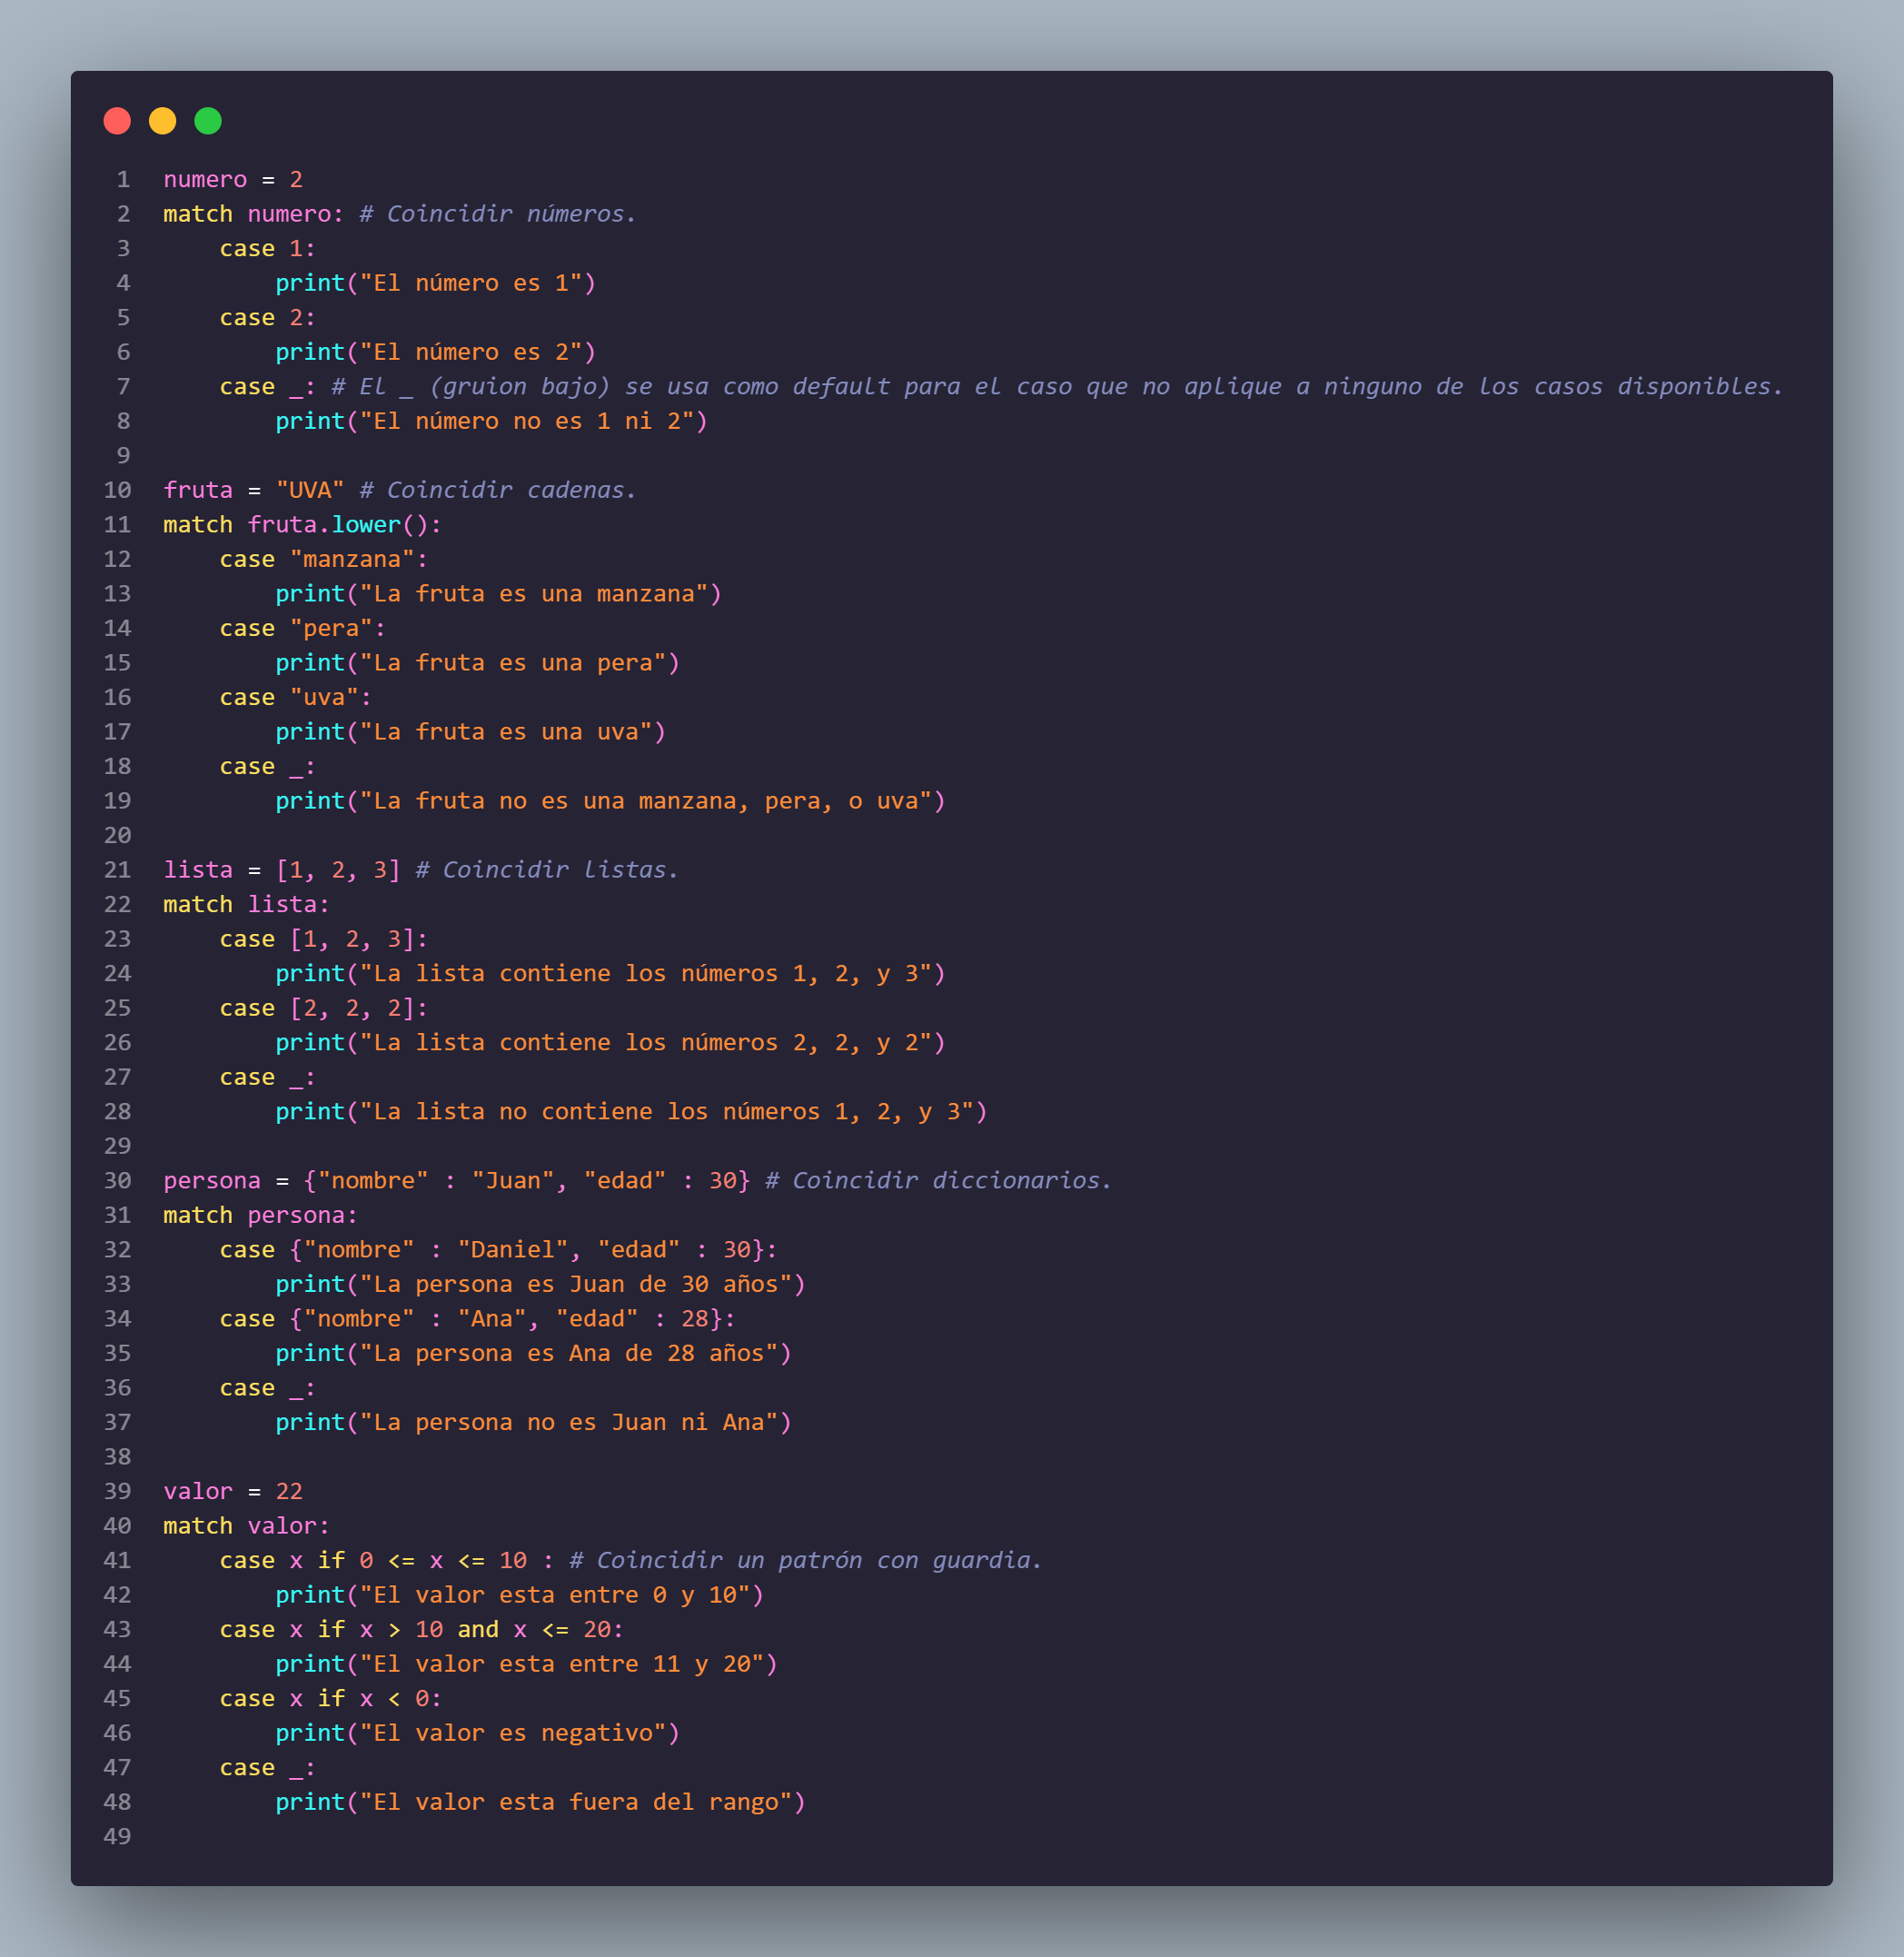 1 numero = 2
2 match numero: # Coincidir números.
3     case 1:
4         print("El número es 1")
5     case 2:
6         print("El número es 2")
7     case _: # El _ (gruion bajo) se usa como default para el caso que no aplique a ninguno de los casos disponibles.
8         print("El número no es 1 ni 2")
9
10 fruta = "UVA" # Coincidir cadenas.
11 match fruta.lower():
12     case "manzana":
13         print("La fruta es una manzana")
14     case "pera":
15         print("La fruta es una pera")
16     case "uva":
17         print("La fruta es una uva")
18     case _:
19         print("La fruta no es una manzana, pera, o uva")
20
21 lista = [1, 2, 3] # Coincidir listas.
22 match lista:
23     case [1, 2, 3]:
24         print("La lista contiene los números 1, 2, y 3")
25     case [2, 2, 2]:
26         print("La lista contiene los números 2, 2, y 2")
27     case _:
28         print("La lista no contiene los números 1, 2, y 3")
29
30 persona = {"nombre" : "Juan", "edad" : 30} # Coincidir diccionarios.
31 match persona:
32     case {"nombre" : "Daniel", "edad" : 30}:
33         print("La persona es Juan de 30 años")
34     case {"nombre" : "Ana", "edad" : 28}:
35         print("La persona es Ana de 28 años")
36     case _:
37         print("La persona no es Juan ni Ana")
38
39 valor = 22
40 match valor:
41     case x if 0 <= x <= 10 : # Coincidir un patrón con guardia.
42         print("El valor esta entre 0 y 10")
43     case x if x > 10 and x <= 20:
44         print("El valor esta entre 11 y 20")
45     case x if x < 0:
46         print("El valor es negativo")
47     case _:
48         print("El valor esta fuera del rango")
49